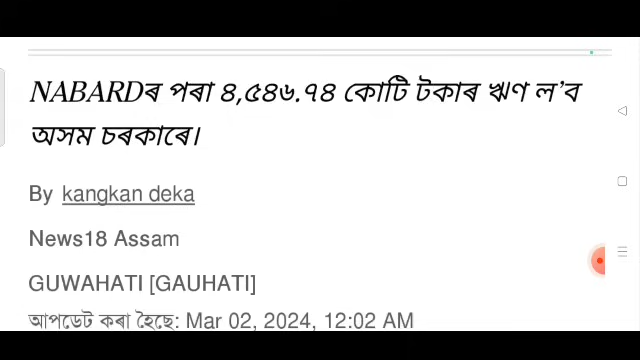 NABARDৰ পৰা ৪,৫৪৬.৭৪ কোটি টকাৰ ঋণ ল’ব
অসম চৰকাৰে।
By kangkan deka
News18 Assam
GUWAHATI [GAUHATI]
আপডেট কৰা হৈছে: Mar 02, 2024, 12:02 AM